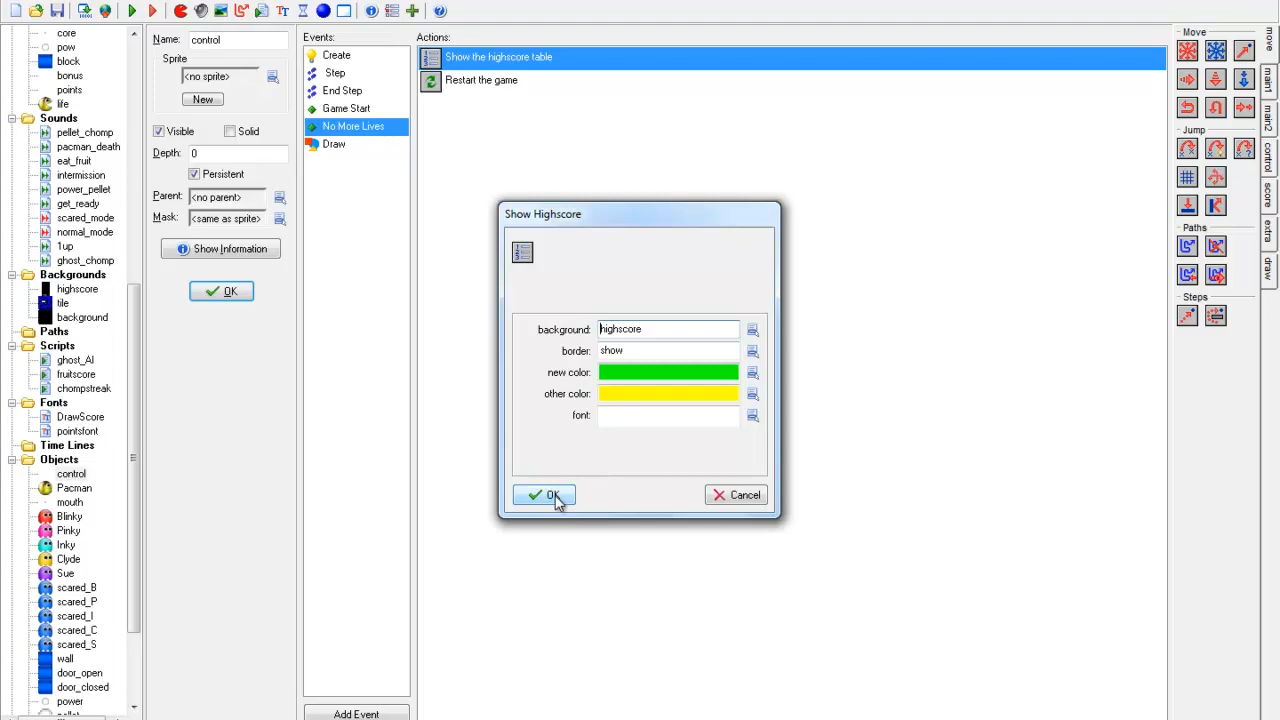 core
pow
block
bonus
points
life
Sounds
pellet_chomp
pacman_death
eat_fruit
intermission
power_pellet
get_ready
scared_mode
normal_mode
1up
ghost_chomp
Backgrounds
highscore
tile
background
Paths
Scripts
ghost_AI
fruitscore
chompstreak
Fonts
DrawScore
pointsfont
Time Lines
Objects
control
Pacman
mouth
Blinky
Pinky
Inky
Clyde
Sue
scared_B
scared_P
scared_I
scared_C
scared_S
wall
door_open
door_closed
power
Name: control
Sprite
<no sprite>
New
Visible Solid
Depth: 0
Persistent
Parent: <no parent>
Mask: <same as sprite>
Show Information
OK
Events:
Create
Step
End Step
Game Start
No More Lives
Draw
Add Event
Actions:
Show the highscore table
Restart the game
Show Highscore
background: highscore
border: show
new color:
other color:
font:
OK Cancel
Move
Jump
Paths
Steps
move
main1
main2
control
score
extra
draw